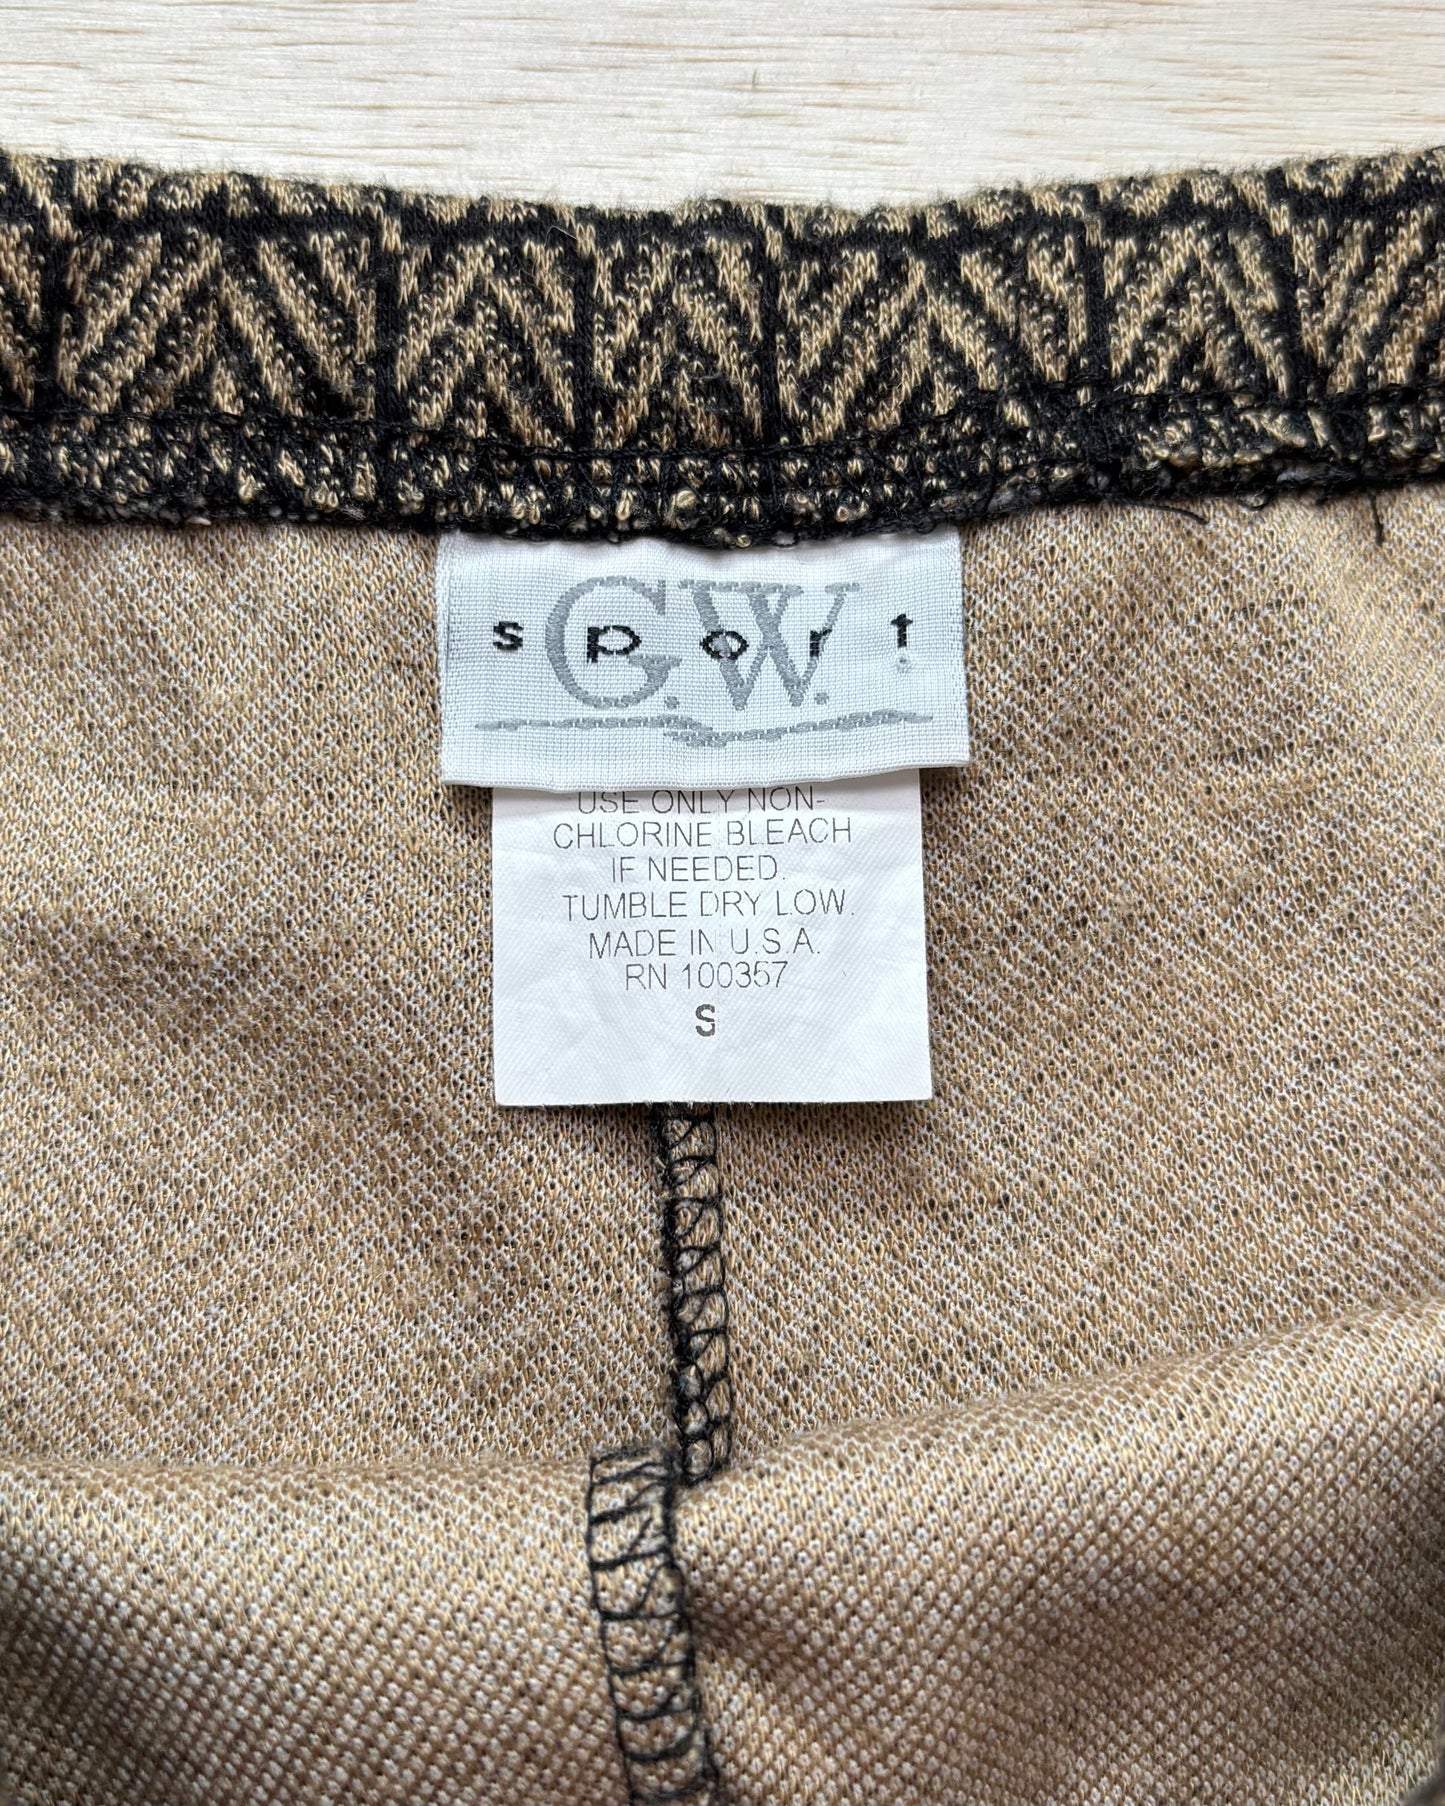 G.W.
sport
USE ONLY NON-
CHLORINE BLEACH
IF NEEDED.
TUMBLE DRY LOW.
MADE IN U.S.A.
RN 100357
S